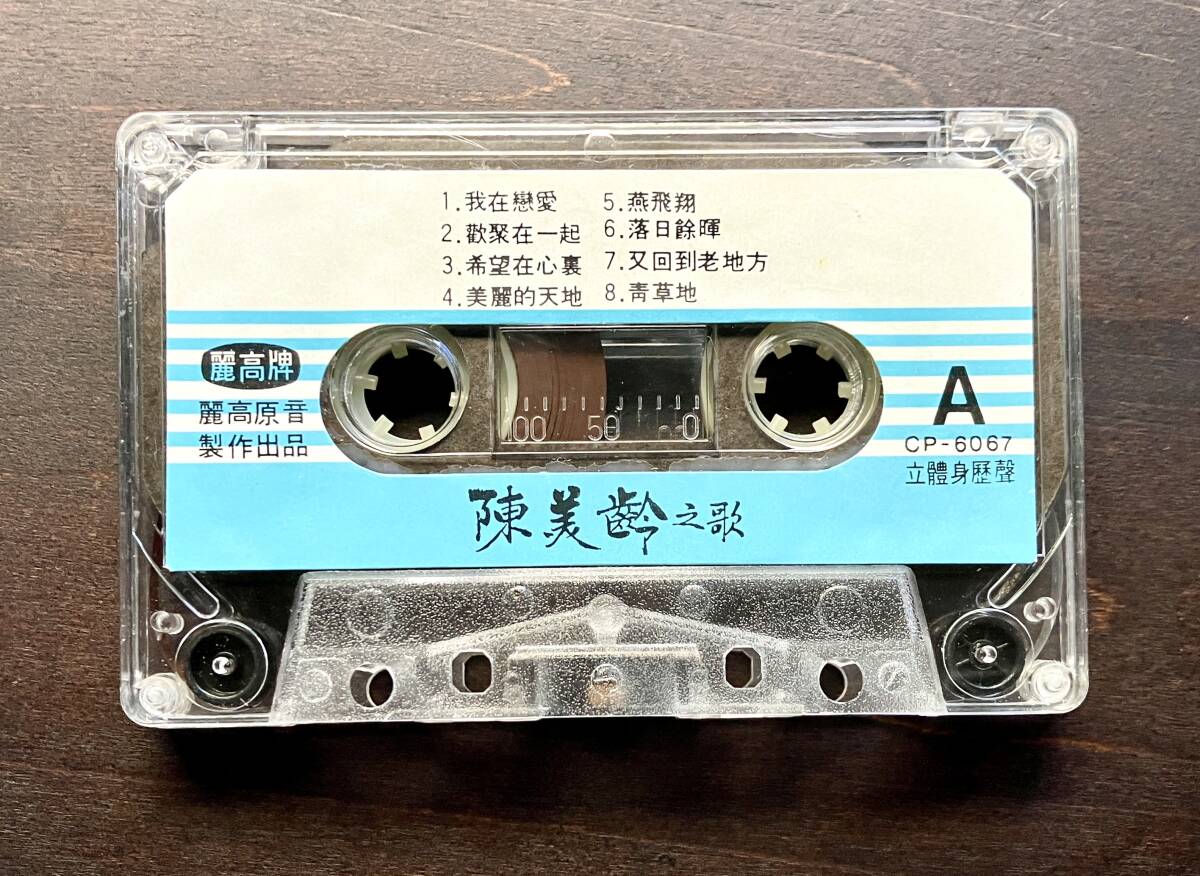 1.我在戀愛
2.歡聚在一起
3.希望在心裏
4.美麗的天地
5.燕飛翔
6.落日餘暉
7.又回到老地方
8.靑草地
麗高牌
麗高原音
製作出品
100 50 0
A
CP-6067
立體身歷聲
陳美齡之歌